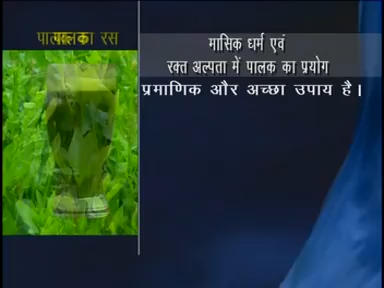 पालक का रस
मासिक धर्म एवं
रक्त अल्पता में पालक का प्रयोग
प्रमाणिक और अच्छा उपाय है।